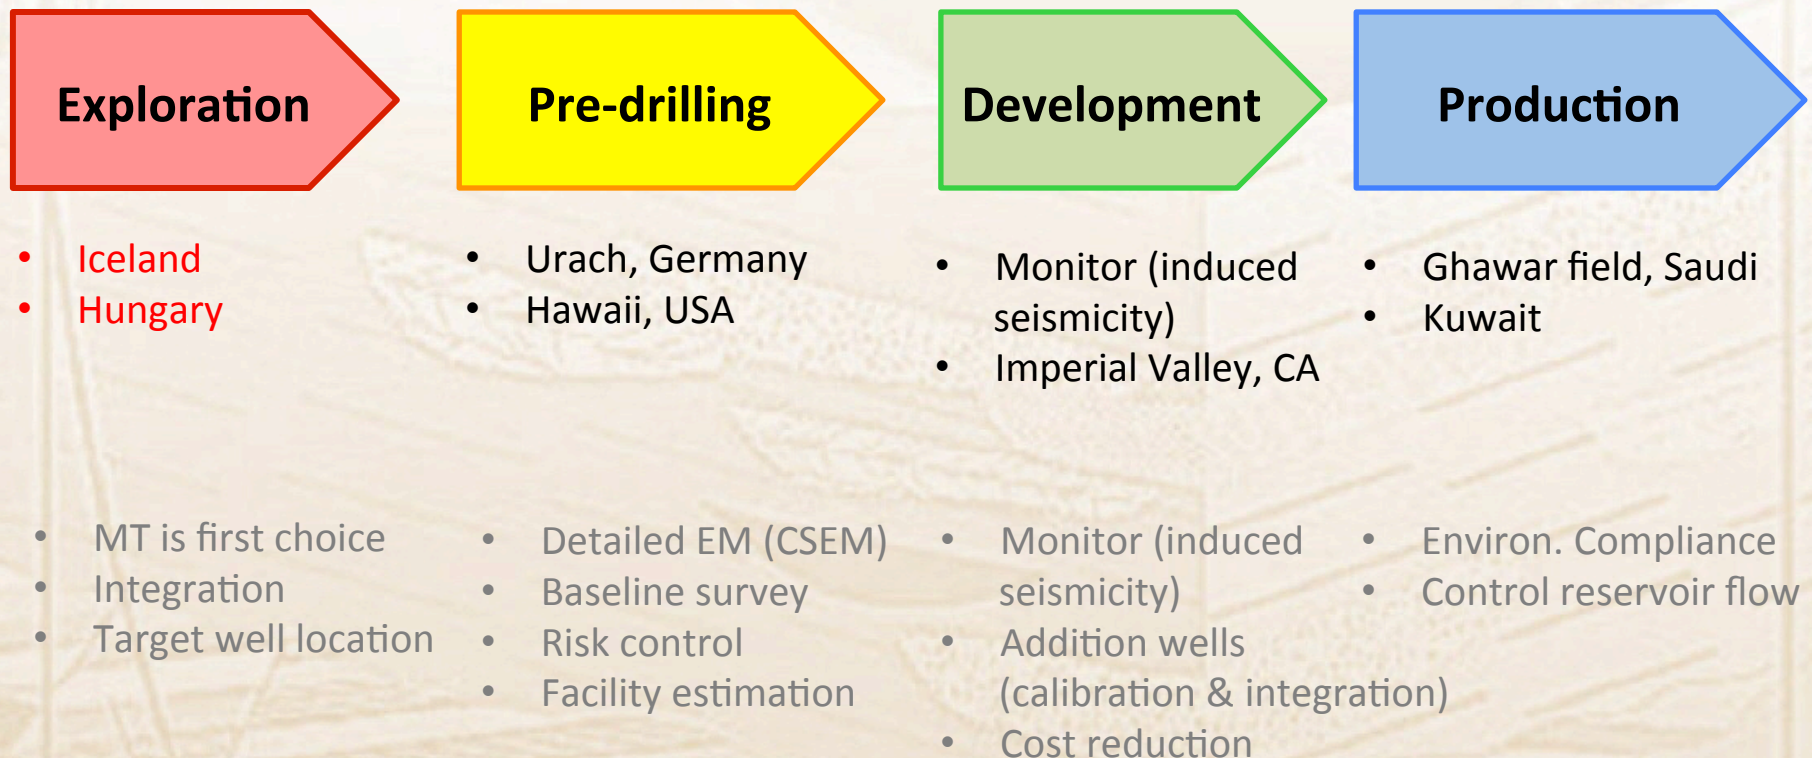 Exploration
Pre-drilling
Development
Production
• Iceland
• Hungary
• Urach, Germany
• Hawaii, USA
• Monitor (induced
seismicity)
• Imperial Valley, CA
• Ghawar field, Saudi
• Kuwait
• MT is first choice
• Integration
• Target well location
• Detailed EM (CSEM)
• Baseline survey
• Risk control
• Facility estimation
• Monitor (induced
seismicity)
• Addition wells
(calibration & integration)
• Cost reduction
• Environ. Compliance
• Control reservoir flow